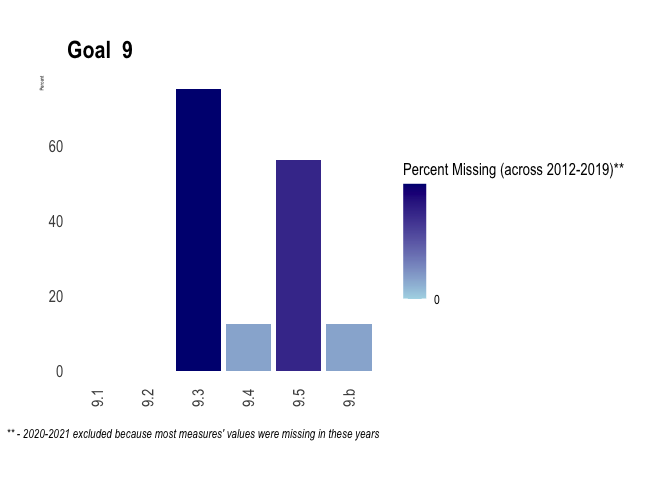 Goal 9
Percent
60
40
20
0
9.1
9.2
9.3
9.4
9.5
9.b
Percent Missing (across 2012-2019)**
0
** - 2020-2021 excluded because most measures' values were missing in these years